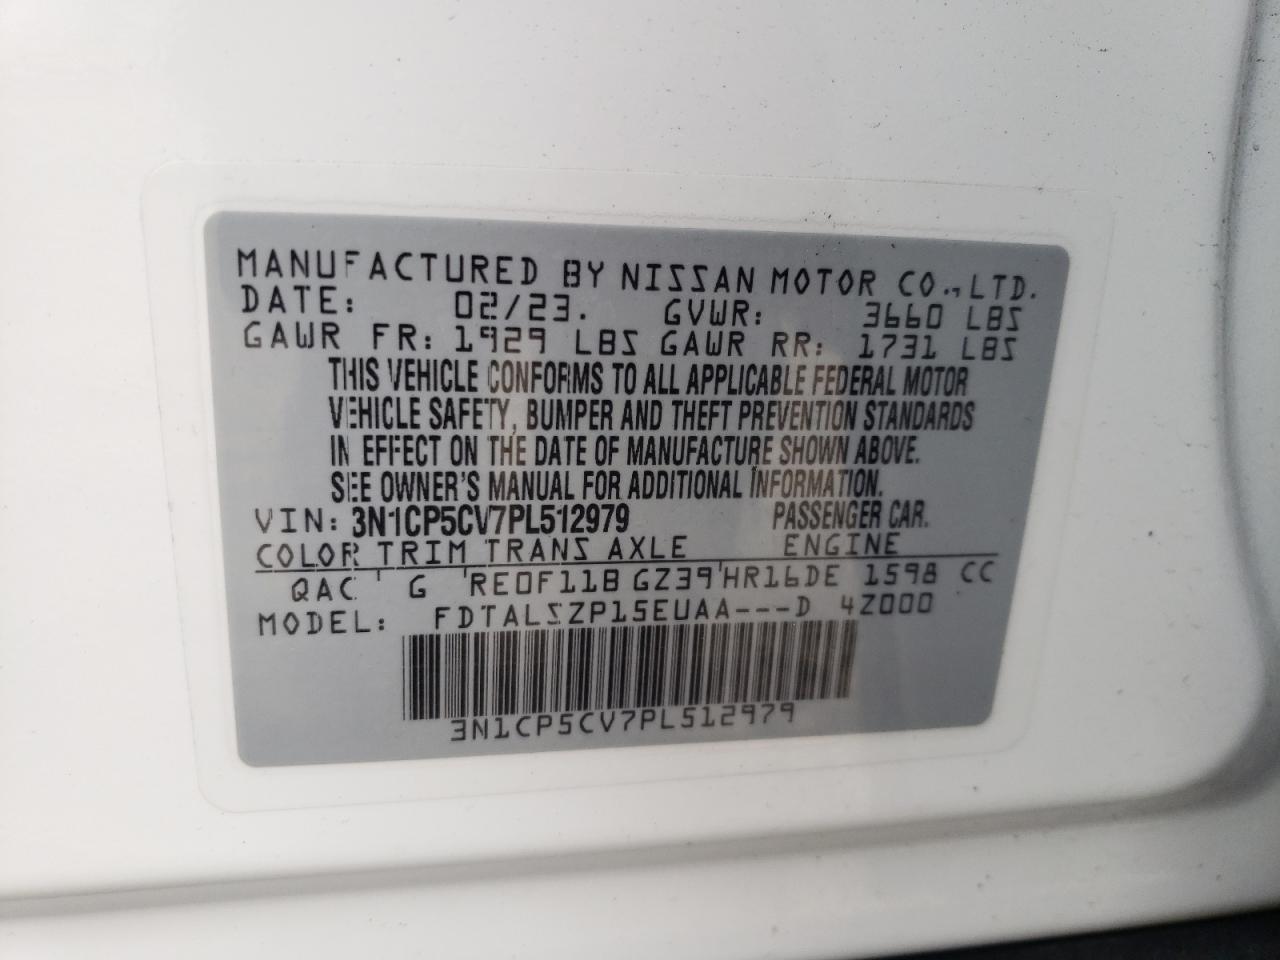 MANUFACTURED BY NISSAN MOTOR CO., LTD.
DATE: 02/23. GVWR: 3660 LBS
GAWR FR: 1929 LBS GAWR RR: 1731 LBS
THIS VEHICLE CONFORMS TO ALL APPLICABLE FEDERAL MOTOR
VEHICLE SAFETY, BUMPER AND THEFT PREVENTION STANDARDS
IN EFFECT ON THE DATE OF MANUFACTURE SHOWN ABOVE.
SEE OWNER'S MANUAL FOR ADDITIONAL INFORMATION.
VIN: 3N1CP5CV7PL512979 PASSENGER CAR.
COLOR TRIM TRANS AXLE ENGINE
QAC ' G 'RE0F11B GZ39'HR16DE 1598 CC
MODEL: FDTALSZP15EUAA---D 4Z000
3N1CP5CV7PL512979